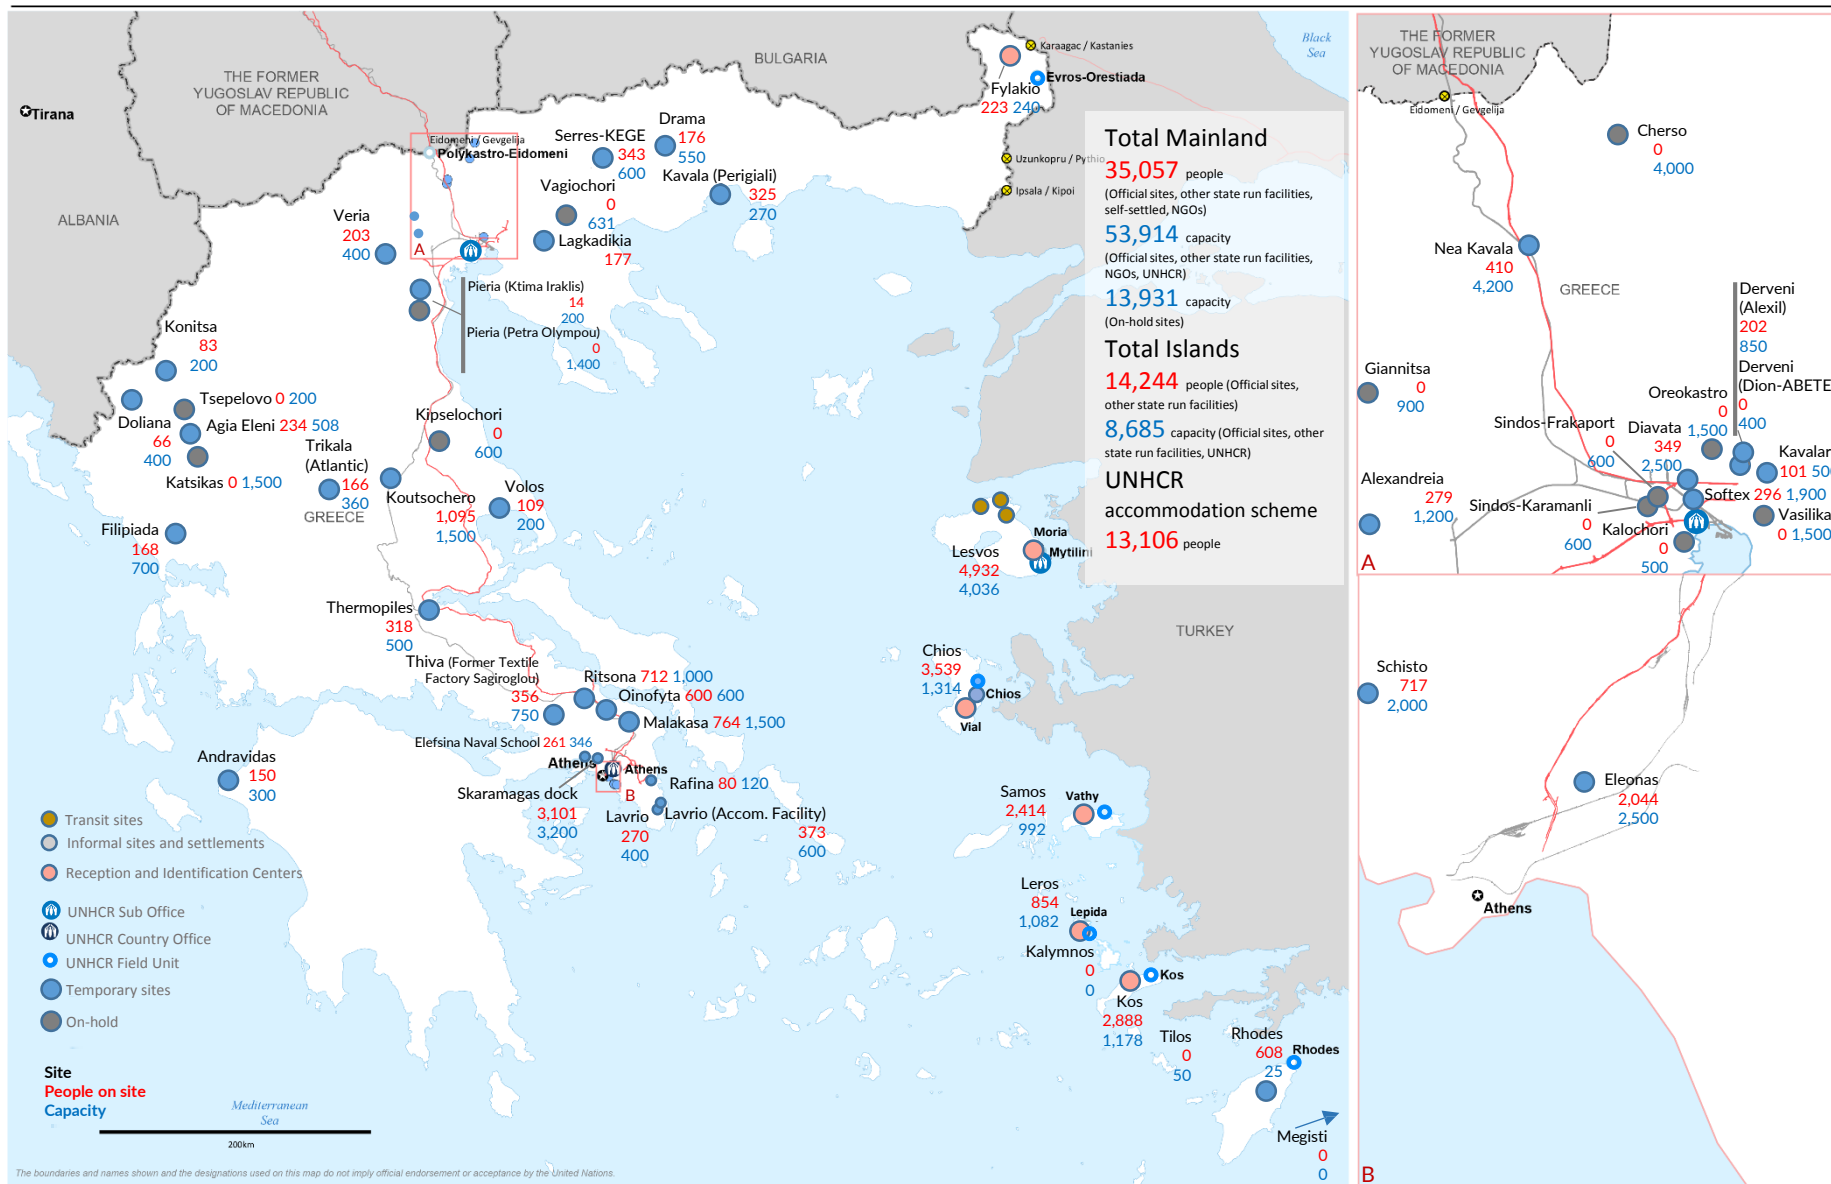 THE FORMER
YUGOSLAV REPUBLIC
OF MACEDONIA
BULGARIA
Black
Sea
Tirana
ALBANIA
Karaagac / Kastanies
Evros-Orestiada
Fylakio
223 240
Uzunkopru / Pythio
Ipsala / Kipoi
Eidomeni / Gevgelija
Polykastro-Eidomeni
A
Serres-KEGE
343
600
Drama
176
550
Kavala (Perigiali)
325
270
Vagiochori
0
631
Lagkadikia
177
Veria
203
400
Pieria (Ktima Iraklis)
14
200
Pieria (Petra Olympou)
0
1,400
Konitsa
83
200
Tsepelovo 0 200
Doliana
66
400
Agia Eleni 234 508
Katsikas 0 1,500
Trikala
(Atlantic)
166
360
Kipselochori
0
600
GREECE
Koutsochero
1,095
1,500
Volos
109
200
Filipiada
168
700
Thermopiles
318
500
Thiva (Former Textile
Factory Sagiroglou)
356
750
Ritsona 712 1,000
Oinofyta 600 600
Malakasa 764 1,500
Elefsina Naval School 261 346
Athens
Athens
B
Rafina 80 120
Skaramagas dock
3,101
3,200
Lavrio
270
400
Lavrio (Accom. Facility)
373
600
Andravidas
150
300
Total Mainland
35,057 people
(Official sites, other state run facilities,
self-settled, NGOs)
53,914 capacity
(Official sites, other state run facilities,
NGOs, UNHCR)
13,931 capacity
(On-hold sites)
Total Islands
14,244 people (Official sites,
other state run facilities)
8,685 capacity (Official sites, other
state run facilities, UNHCR)
UNHCR
accommodation scheme
13,106 people
Moria
Mytilini
Lesvos
4,932
4,036
TURKEY
Chios
3,539
1,314
Chios
Vial
Samos
2,414
992
Vathy
Leros
854
1,082
Lepida
Kalymnos
0
0
Kos
Kos
2,888
1,178
Tilos
0
50
Rhodes
608
25
Rhodes
Megisti
0
0
Transit sites
Informal sites and settlements
Reception and Identification Centers
UNHCR Sub Office
UNHCR Country Office
UNHCR Field Unit
Temporary sites
On-hold
Site
People on site
Capacity
Mediterranean
Sea
200km
The boundaries and names shown and the designations used on this map do not imply official endorsement or acceptance by the United Nations.
THE FORMER
YUGOSLAV REPUBLIC
OF MACEDONIA
Eidomeni / Gevgelija
Cherso
0
4,000
Nea Kavala
410
4,200
GREECE
Derveni
(Alexil)
202
850
Derveni
(Dion-ABETE
0
400
Giannitsa
0
900
Oreokastro
0
1,500
Sindos-Frakaport
0
600
Diavata
349
2,500
Kavalar
101 50
Alexandreia
279
1,200
Softex 296 1,900
Sindos-Karamanli
0
600
Vasilika
0 1,500
Kalochori
0
500
A
Schisto
717
2,000
Eleonas
2,044
2,500
Athens
B